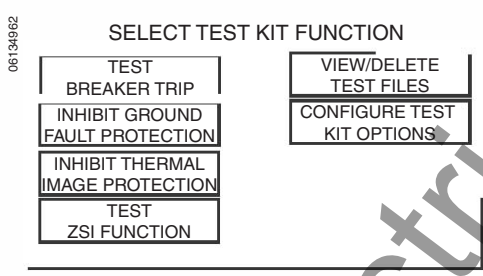 06134962
SELECT TEST KIT FUNCTION
TEST
BREAKER TRIP
INHIBIT GROUND
FAULT PROTECTION
INHIBIT THERMAL
IMAGE PROTECTION
TEST
ZSI FUNCTION
VIEW/DELETE
TEST FILES
CONFIGURE TEST
KIT OPTIONS